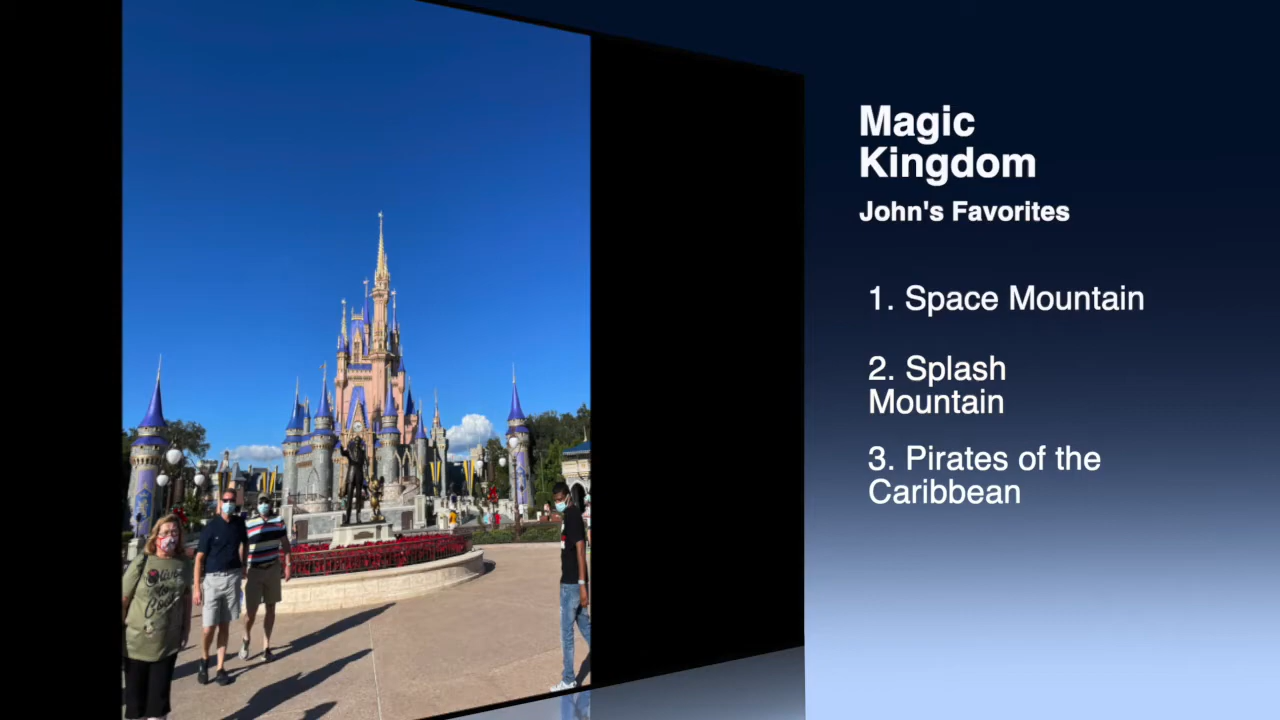 Magic
Kingdom
John's Favorites
1. Space Mountain
2. Splash
Mountain
3. Pirates of the
Caribbean